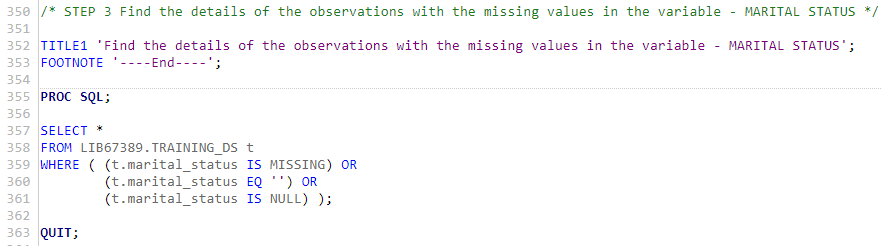 350 /* STEP 3 Find the details of the observations with the missing values in the variable - MARITAL STATUS */
351
352 TITLE1 'Find the details of the observations with the missing values in the variable - MARITAL STATUS';
353 FOOTNOTE '----End----';
354
355 PROC SQL;
356
357 SELECT *
358 FROM LIB67389.TRAINING_DS t
359 WHERE ( (t.marital_status IS MISSING) OR
360         (t.marital_status EQ '') OR
361         (t.marital_status IS NULL) );
362
363 QUIT;